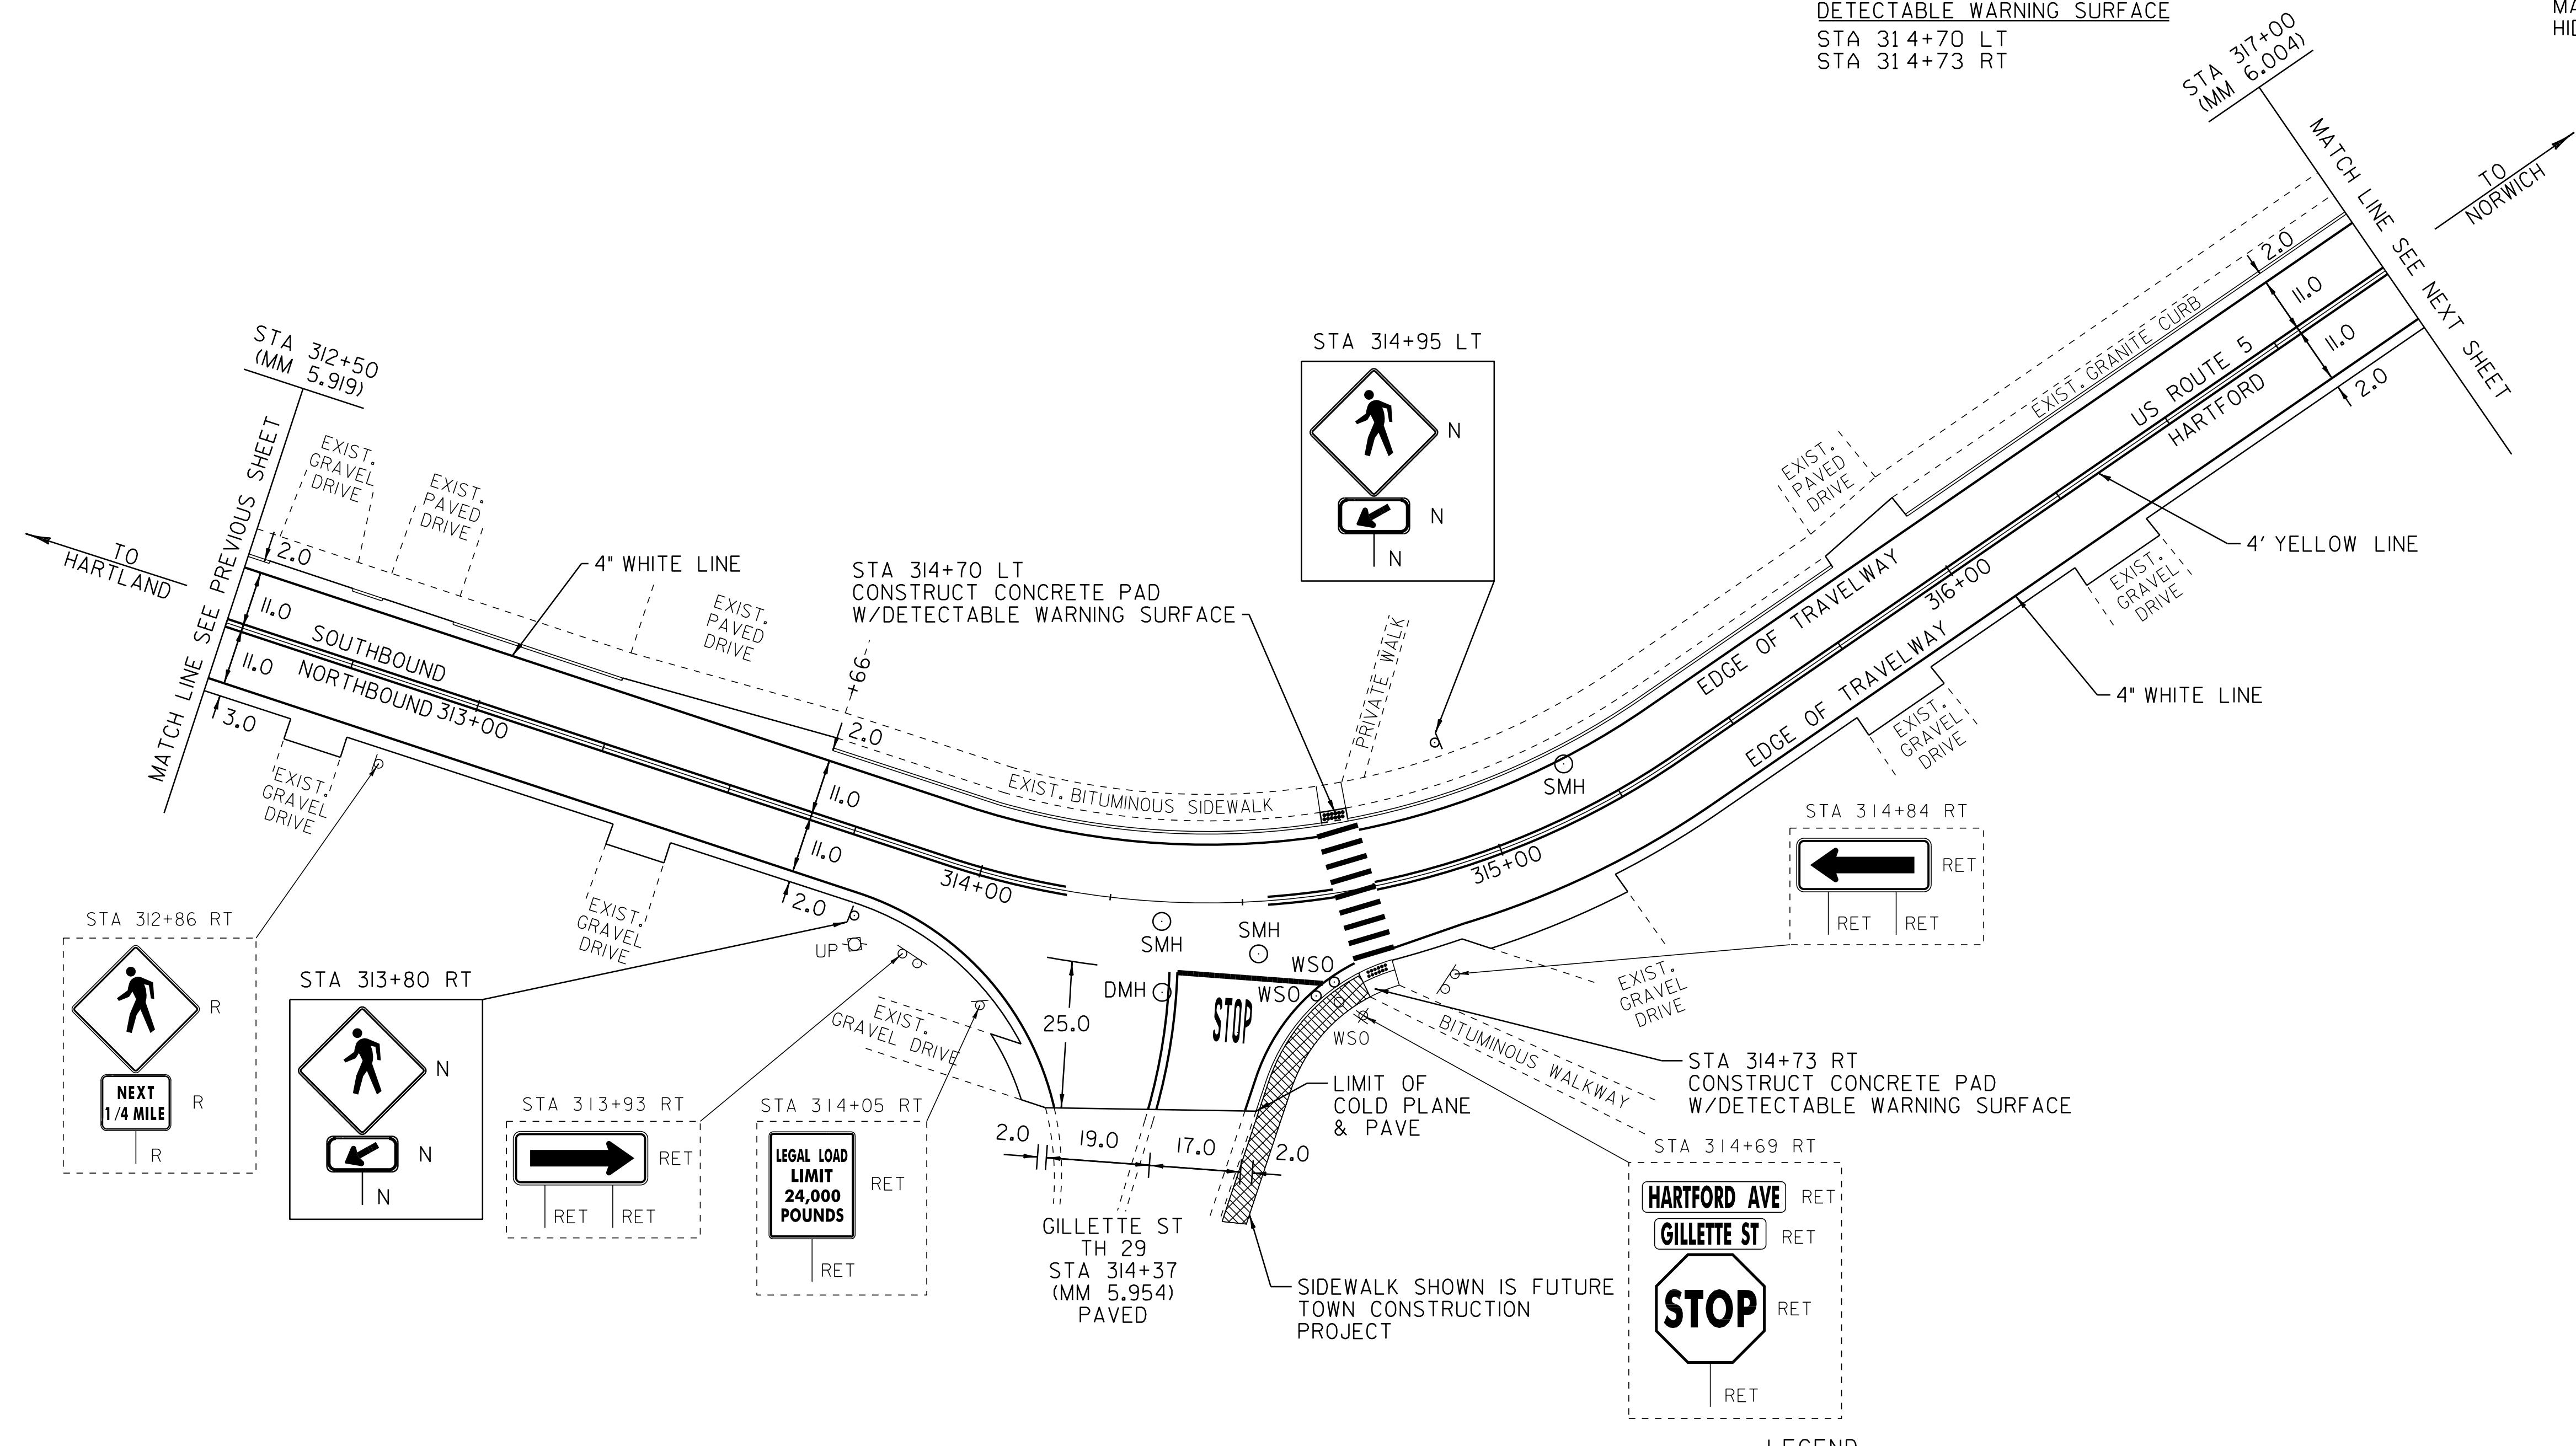 DETECTABLE WARNING SURFACE
STA 314+70 LT
STA 314+73 RT
STA 317+00
(MM 6.004)
MATCH LINE SEE NEXT SHEET
TO
NORWICH
2.0
11.0
11.0
2.0
EXIST. GRANITE CURB
US ROUTE 5
HARTFORD
STA 312+50
(MM 5.919)
MATCH LINE SEE PREVIOUS SHEET
TO
HARTLAND
EXIST.
GRAVEL
DRIVE
EXIST.
PAVED
DRIVE
2.0
11.0
11.0
3.0
SOUTHBOUND
NORTHBOUND
313+00
4" WHITE LINE
EXIST.
PAVED
DRIVE
+66
2.0
STA 314+70 LT
CONSTRUCT CONCRETE PAD
W/DETECTABLE WARNING SURFACE
STA 314+95 LT
N
N
N
PRIVATE WALK
EXIST. BITUMINOUS SIDEWALK
SMH
EXIST.
PAVED
DRIVE
EDGE OF TRAVELWAY
316+00
EDGE OF TRAVELWAY
4' YELLOW LINE
4" WHITE LINE
EXIST.
GRAVEL
DRIVE
EXIST.
GRAVEL
DRIVE
EXIST.
GRAVEL
DRIVE
EXIST.
GRAVEL
DRIVE
11.0
11.0
2.0
314+00
315+00
STA 314+84 RT
RET
RET
RET
STA 312+86 RT
R
NEXT
1/4 MILE
R
R
STA 313+80 RT
N
N
N
UP
STA 313+93 RT
RET
RET
RET
STA 314+05 RT
LEGAL LOAD
LIMIT
24,000
POUNDS
RET
RET
EXIST.
GRAVEL DRIVE
SMH
SMH
DMH
WSO
WSO
WSO
STOP
25.0
EXIST.
GRAVEL
DRIVE
BITUMINOUS WALKWAY
STA 314+73 RT
CONSTRUCT CONCRETE PAD
W/DETECTABLE WARNING SURFACE
LIMIT OF
COLD PLANE
& PAVE
2.0
19.0
17.0
2.0
GILLETTE ST
TH 29
STA 314+37
(MM 5.954)
PAVED
SIDEWALK SHOWN IS FUTURE
TOWN CONSTRUCTION
PROJECT
STA 314+69 RT
HARTFORD AVE
RET
GILLETTE ST
RET
STOP
RET
RET